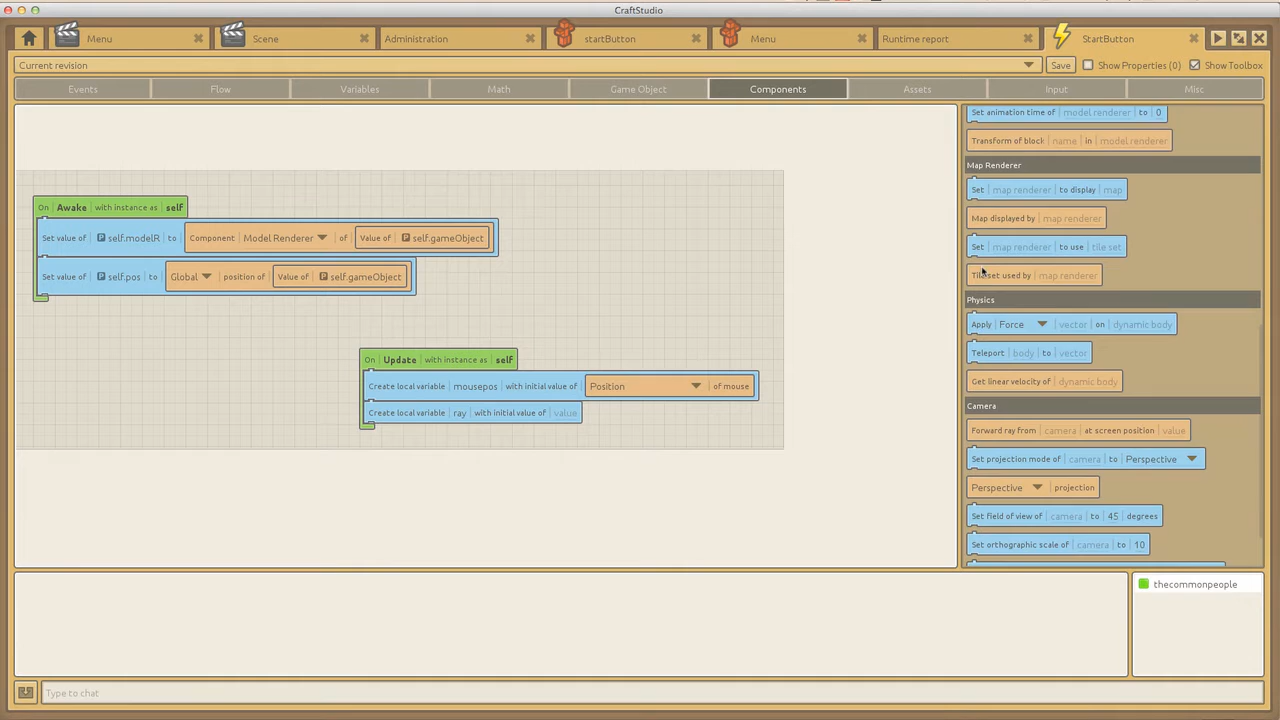 CraftStudio
Menu
Scene
Administration
startButton
Menu
Runtime report
StartButton
Current revision
Save
Show Properties (0)
Show Toolbox
Events
Flow
Variables
Math
Game Object
Components
Assets
Input
Misc
On Awake with instance as self
Set value of P self.modelR to Component Model Renderer of Value of P self.gameObject
Set value of P self.pos to Global position of Value of P self.gameObject
On Update with instance as self
Create local variable mousepos with initial value of Position of mouse
Create local variable ray with initial value of value
Set animation time of model renderer to 0
Transform of block name in model renderer
Map Renderer
Set map renderer to display map
Map displayed by map renderer
Set map renderer to use tile set
Tile set used by map renderer
Physics
Apply Force vector on dynamic body
Teleport body to vector
Get linear velocity of dynamic body
Camera
Forward ray from camera at screen position value
Set projection mode of camera to Perspective
Perspective projection
Set field of view of camera to 45 degrees
Set orthographic scale of camera to 10
thecommonpeople
Type to chat